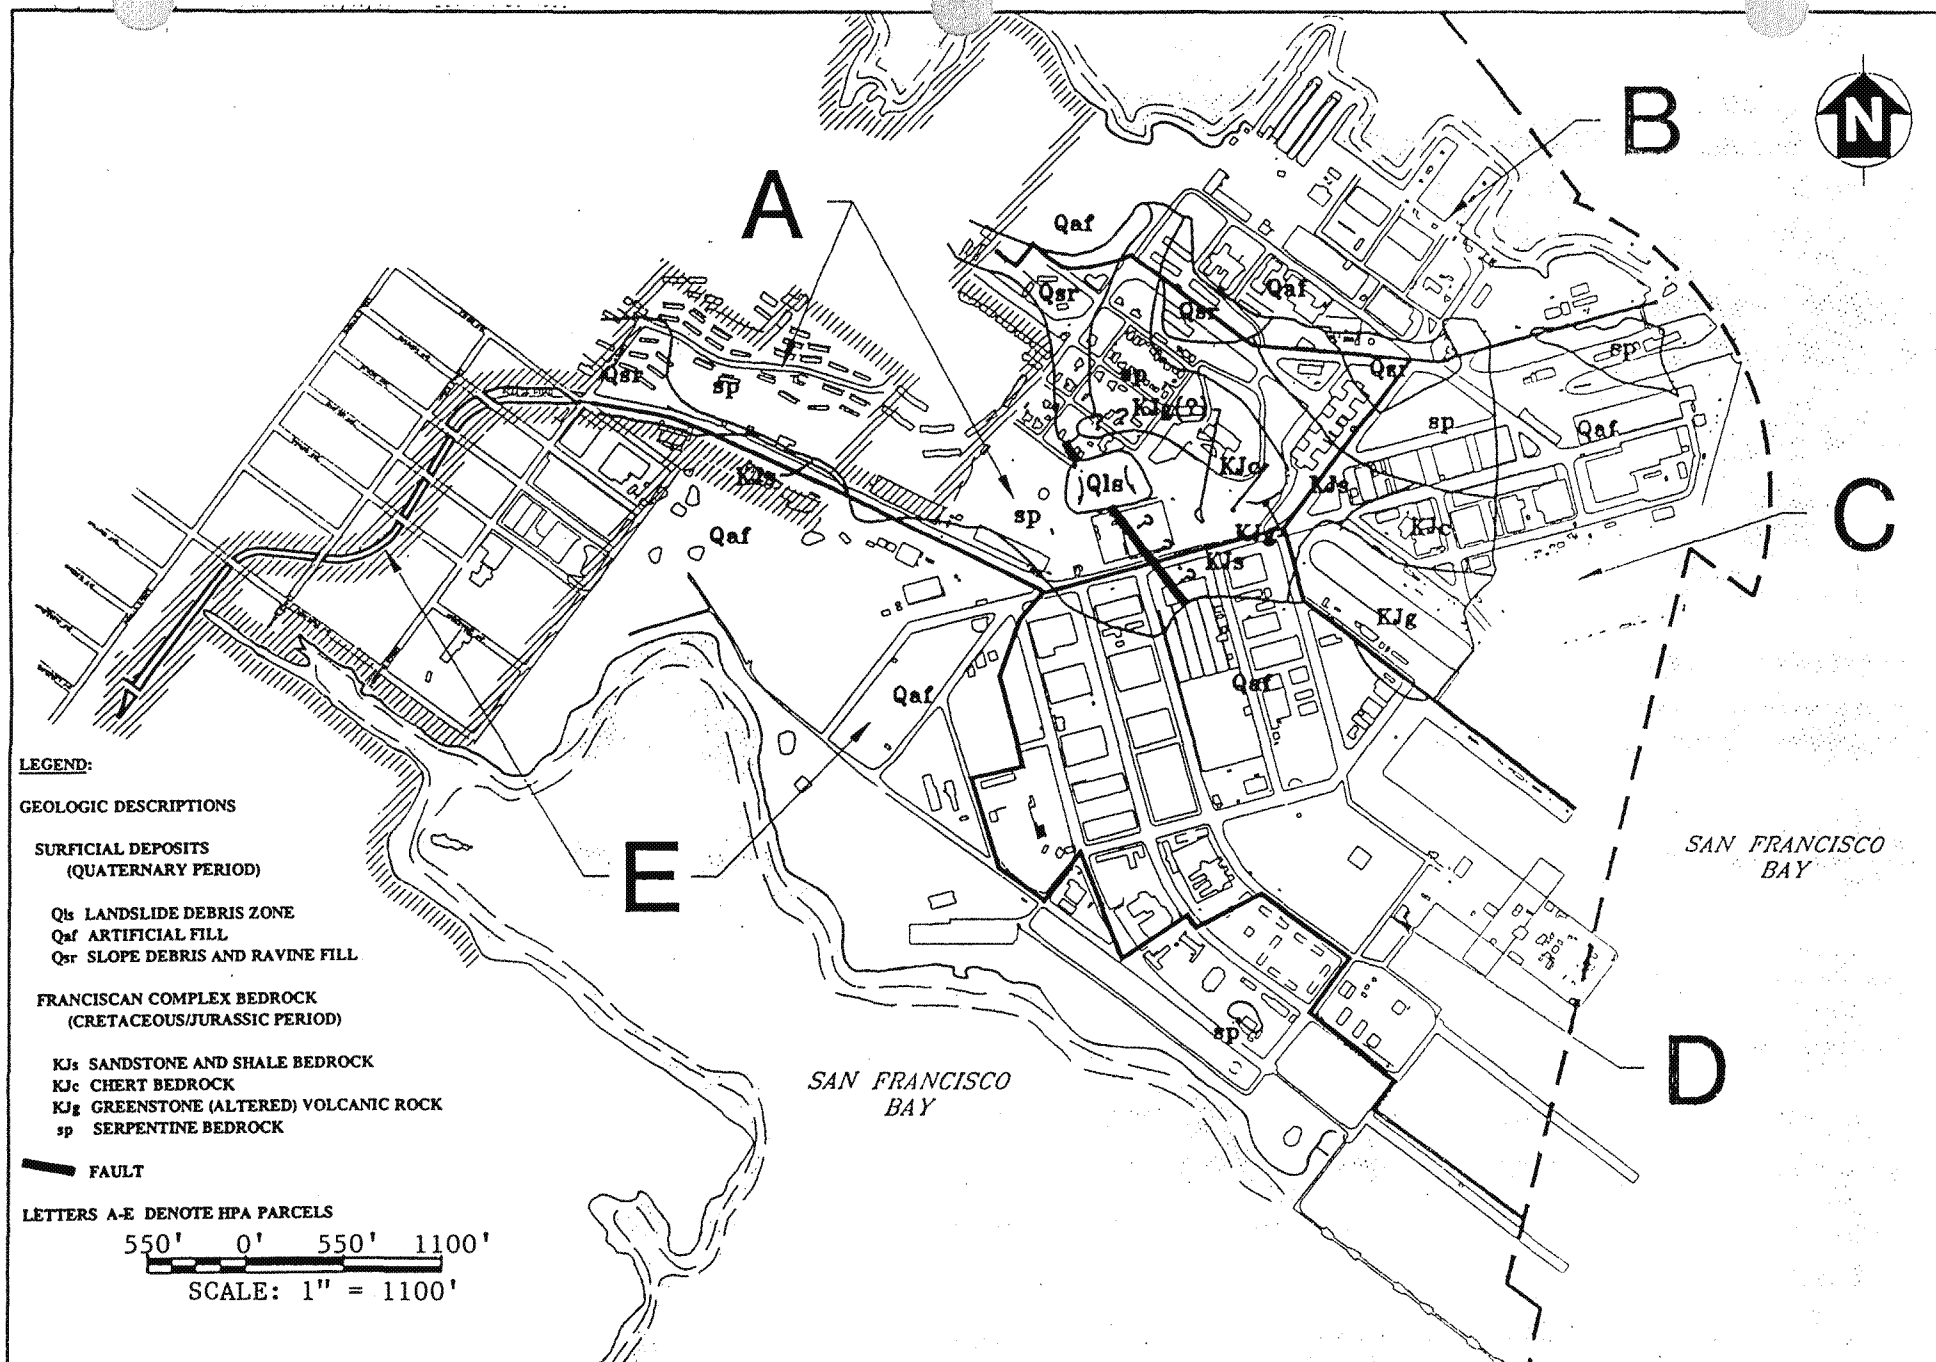 B
N
A
Qaf
Qsr
Qsr
Qaf
sp
Qsr
sp
sp
Qsr
KJg(?)
sp
Qaf
KJc
Qls
KJs
C
KJs
sp
KJc
Qaf
KJg
KJs
KJg
Qaf
Qaf
E
SAN FRANCISCO
BAY
sp
D
SAN FRANCISCO
BAY
LEGEND:
GEOLOGIC DESCRIPTIONS
SURFICIAL DEPOSITS
(QUATERNARY PERIOD)
Qls LANDSLIDE DEBRIS ZONE
Qaf ARTIFICIAL FILL
Qsr SLOPE DEBRIS AND RAVINE FILL
FRANCISCAN COMPLEX BEDROCK
(CRETACEOUS/JURASSIC PERIOD)
KJs SANDSTONE AND SHALE BEDROCK
KJc CHERT BEDROCK
KJg GREENSTONE (ALTERED) VOLCANIC ROCK
sp SERPENTINE BEDROCK
FAULT
LETTERS A-E DENOTE HPA PARCELS
550' 0' 550' 1100'
SCALE: 1" = 1100'